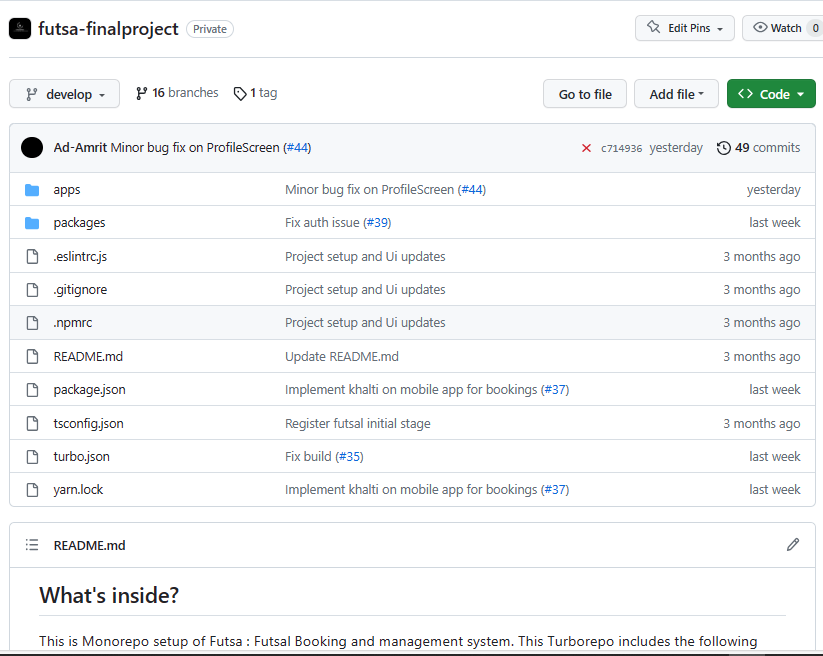 futsa-finalproject Private Edit Pins Watch 0
develop 16 branches 1 tag Go to file Add file <> Code
Ad-Amrit Minor bug fix on ProfileScreen (#44) c714936 yesterday 49 commits
apps Minor bug fix on ProfileScreen (#44) yesterday
packages Fix auth issue (#39) last week
.eslintrc.js Project setup and Ui updates 3 months ago
.gitignore Project setup and Ui updates 3 months ago
.npmrc Project setup and Ui updates 3 months ago
README.md Update README.md 3 months ago
package.json Implement khalti on mobile app for bookings (#37) last week
tsconfig.json Register futsal initial stage 3 months ago
turbo.json Fix build (#35) last week
yarn.lock Implement khalti on mobile app for bookings (#37) last week
README.md
What's inside?
This is Monorepo setup of Futsa : Futsal Booking and management system. This Turborepo includes the following